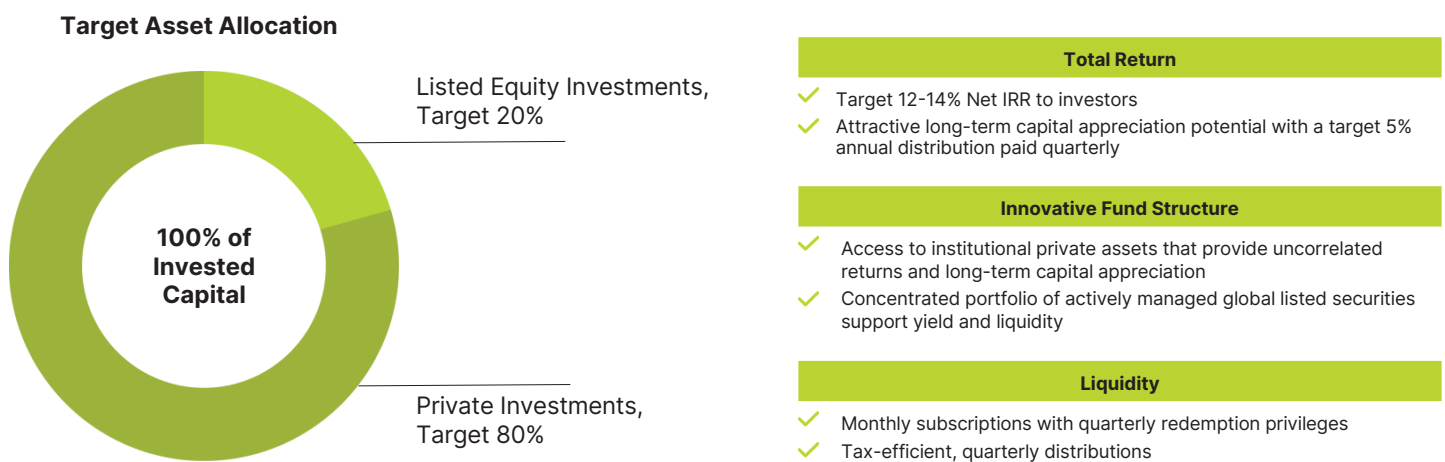 Target Asset Allocation
Listed Equity Investments,
Target 20%
100% of
Invested
Capital
Private Investments,
Target 80%
Total Return
Target 12-14% Net IRR to investors
Attractive long-term capital appreciation potential with a target 5%
annual distribution paid quarterly
Innovative Fund Structure
Access to institutional private assets that provide uncorrelated
returns and long-term capital appreciation
Concentrated portfolio of actively managed global listed securities
support yield and liquidity
Liquidity
Monthly subscriptions with quarterly redemption privileges
Tax-efficient, quarterly distributions